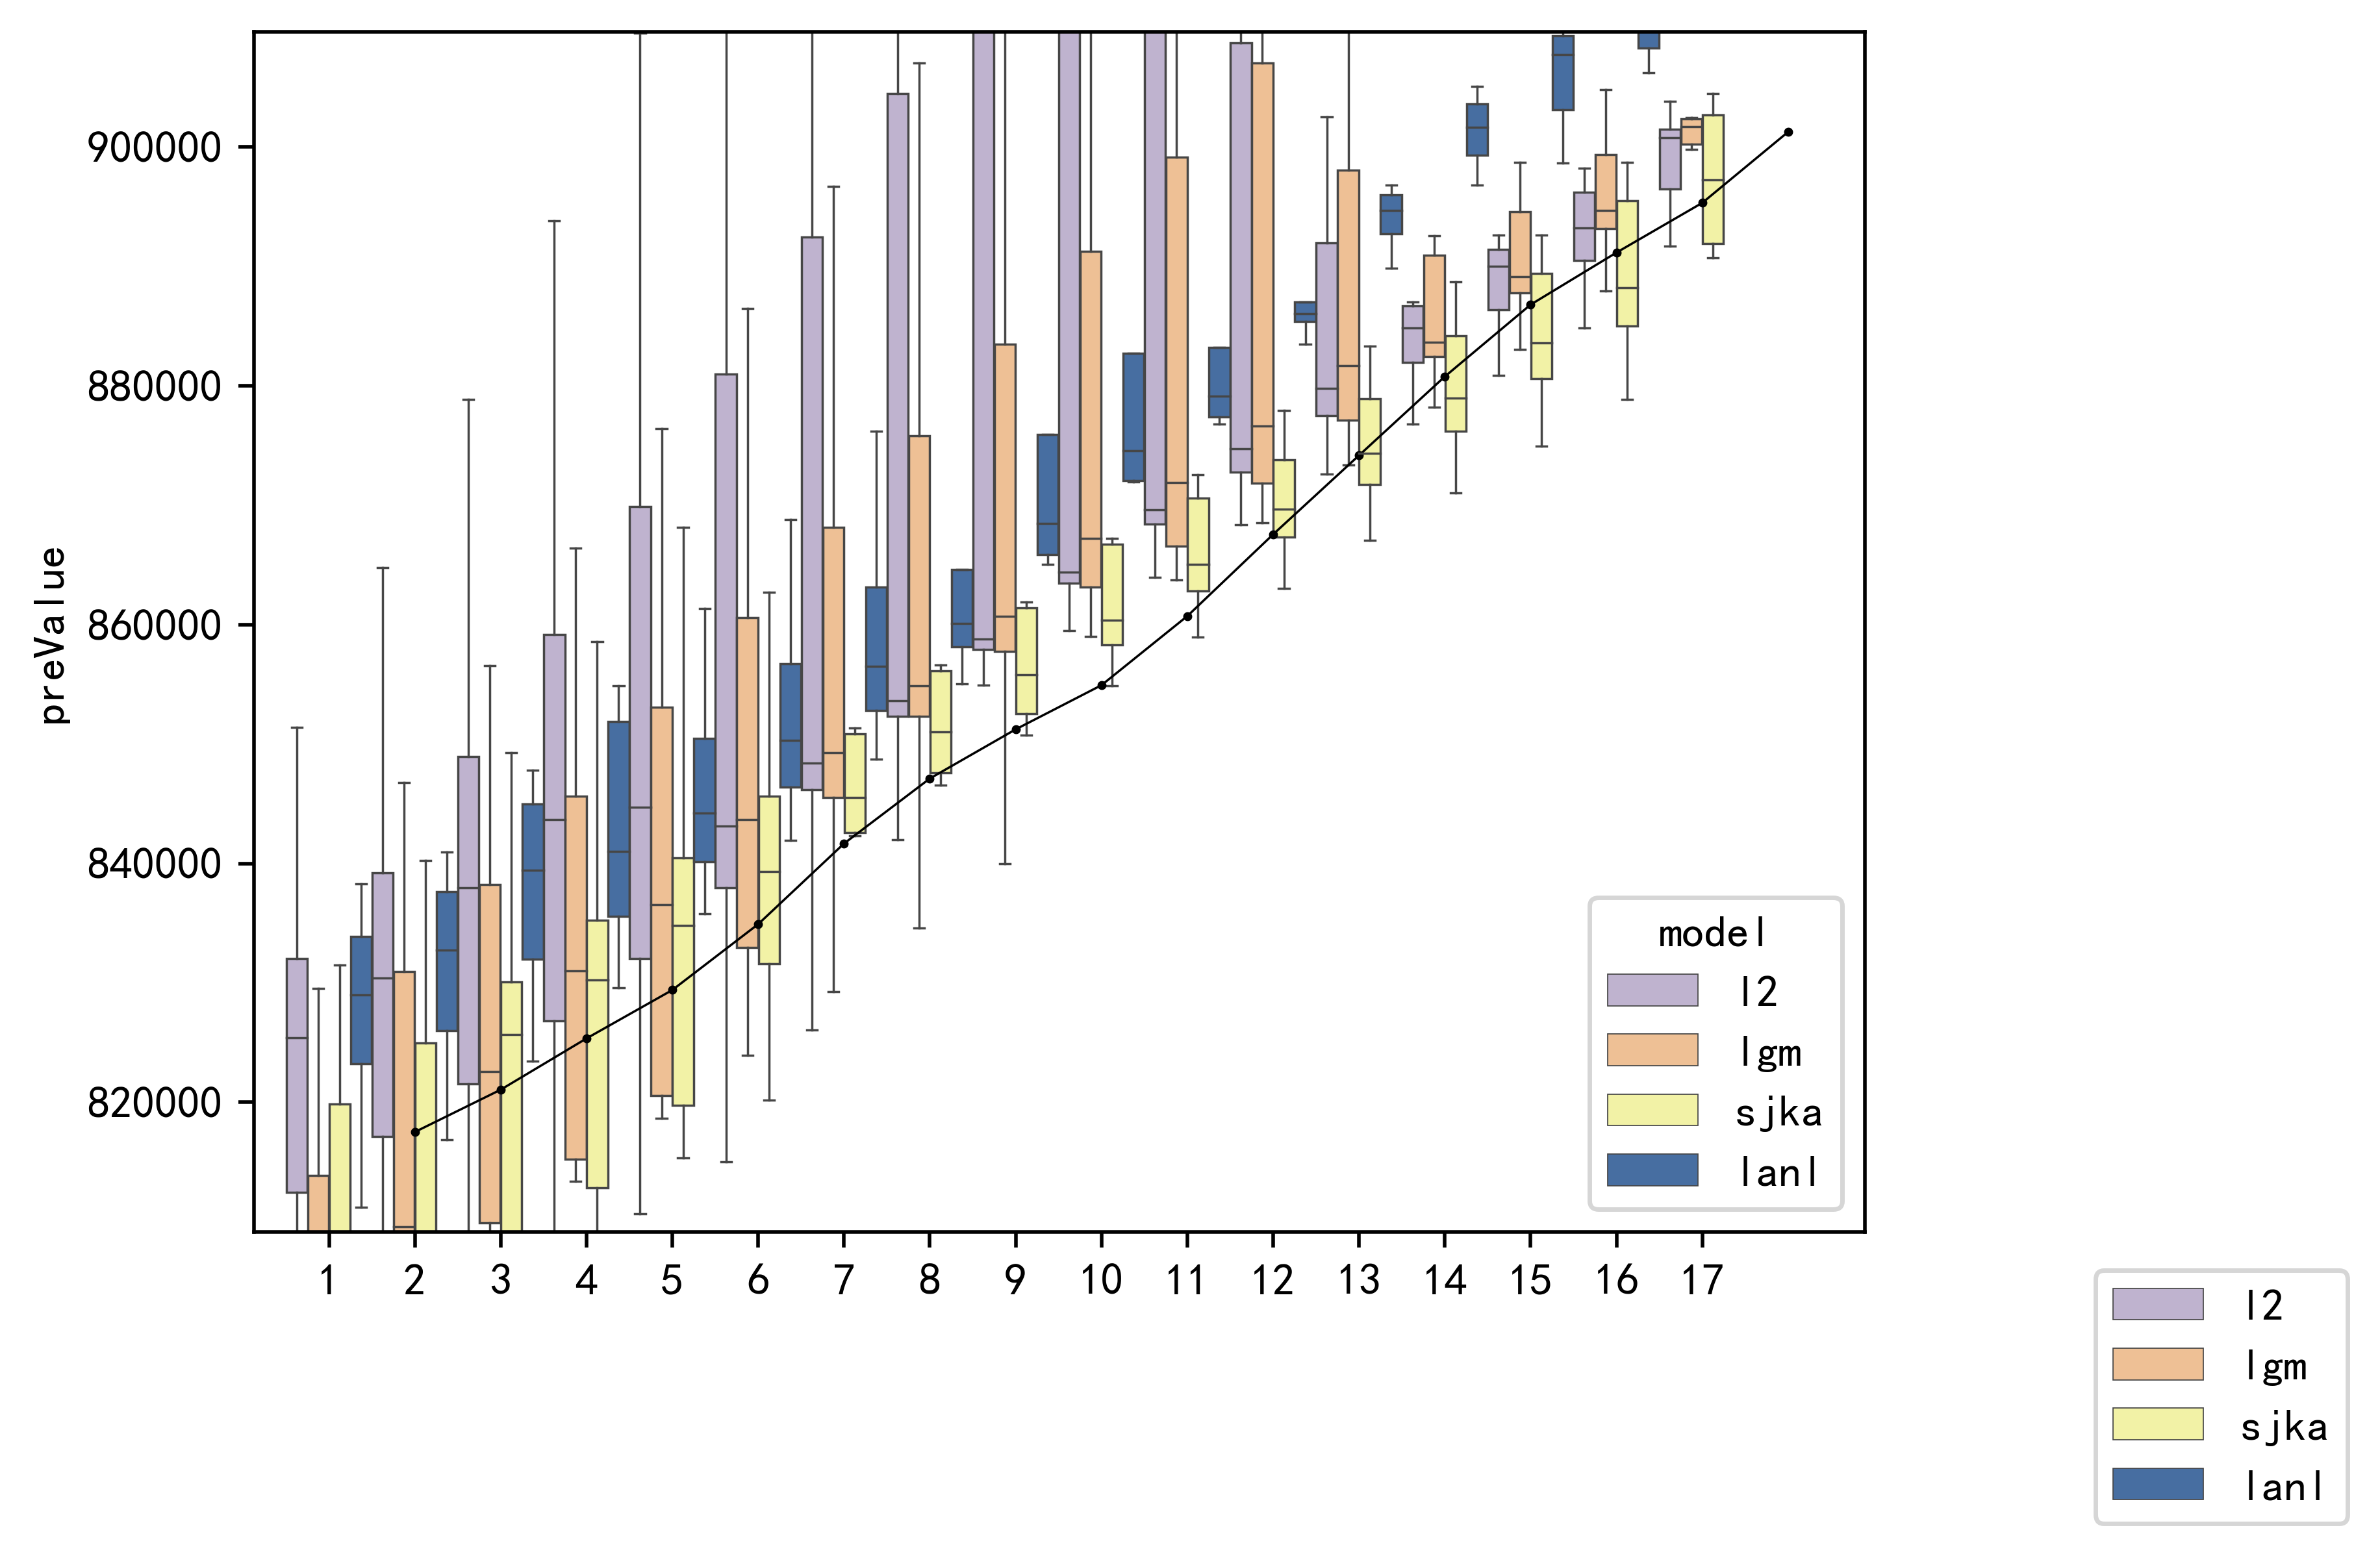 preValue
900000
880000
860000
840000
820000
1 2 3 4 5 6 7 8 9 10 11 12 13 14 15 16 17
model
l2
lgm
sjka
lanl
l2
lgm
sjka
lanl